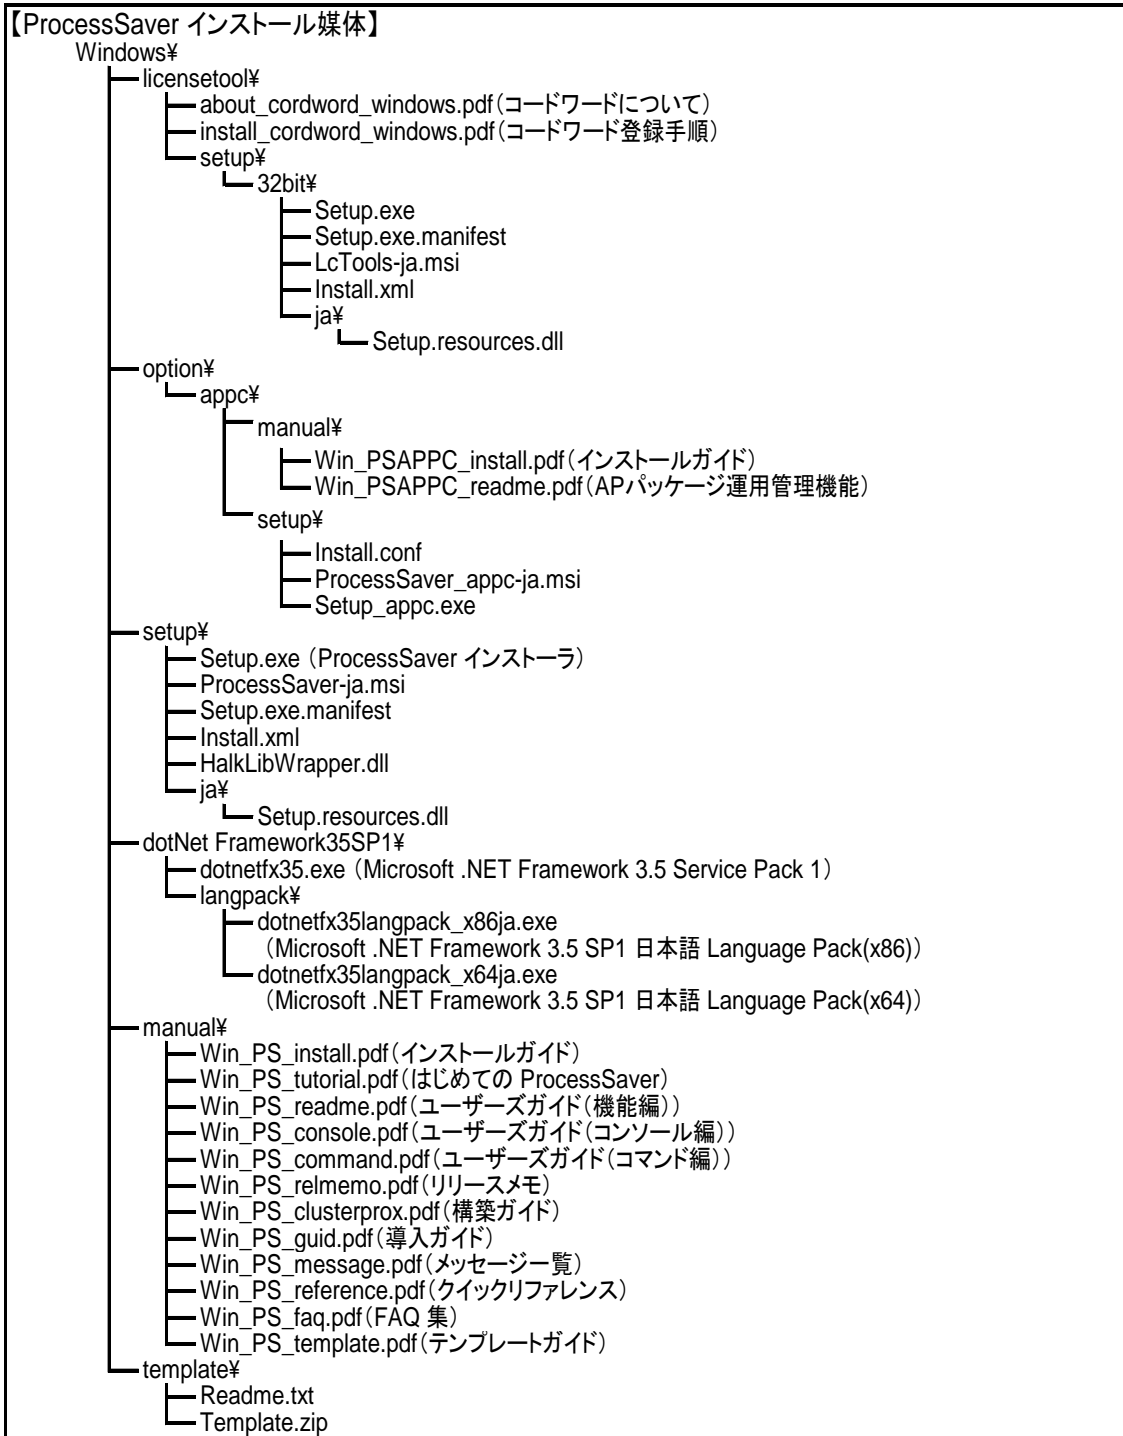 【ProcessSaver インストール媒体】
Windows¥
licensetool¥
about_cordword_windows.pdf(コードワードについて)
install_cordword_windows.pdf(コードワード登録手順)
setup¥
32bit¥
Setup.exe
Setup.exe.manifest
LcTools-ja.msi
Install.xml
ja¥
Setup.resources.dll
option¥
appc¥
manual¥
Win_PSAPPC_install.pdf(インストールガイド)
Win_PSAPPC_readme.pdf(APパッケージ運用管理機能)
setup¥
Install.conf
ProcessSaver_appc-ja.msi
Setup_appc.exe
setup¥
Setup.exe (ProcessSaver インストーラ)
ProcessSaver-ja.msi
Setup.exe.manifest
Install.xml
HalkLibWrapper.dll
ja¥
Setup.resources.dll
dotNet Framework35SP1¥
dotnetfx35.exe (Microsoft .NET Framework 3.5 Service Pack 1)
langpack¥
dotnetfx35langpack_x86ja.exe
(Microsoft .NET Framework 3.5 SP1 日本語 Language Pack(x86))
dotnetfx35langpack_x64ja.exe
(Microsoft .NET Framework 3.5 SP1 日本語 Language Pack(x64))
manual¥
Win_PS_install.pdf(インストールガイド)
Win_PS_tutorial.pdf(はじめての ProcessSaver)
Win_PS_readme.pdf(ユーザーズガイド(機能編))
Win_PS_console.pdf(ユーザーズガイド(コンソール編))
Win_PS_command.pdf(ユーザーズガイド(コマンド編))
Win_PS_relmemo.pdf(リリースメモ)
Win_PS_clusterprox.pdf(構築ガイド)
Win_PS_guid.pdf(導入ガイド)
Win_PS_message.pdf(メッセージ一覧)
Win_PS_reference.pdf(クイックリファレンス)
Win_PS_faq.pdf(FAQ 集)
Win_PS_template.pdf(テンプレートガイド)
template¥
Readme.txt
Template.zip